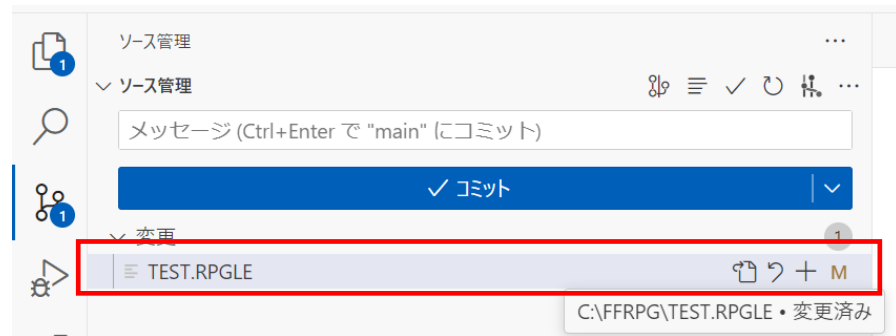 ソース管理
ソース管理
メッセージ (Ctrl+Enter で "main" にコミット)
コミット
変更 1
TEST.RPGLE M
C:\FFRPG\TEST.RPGLE • 変更済み
1
1